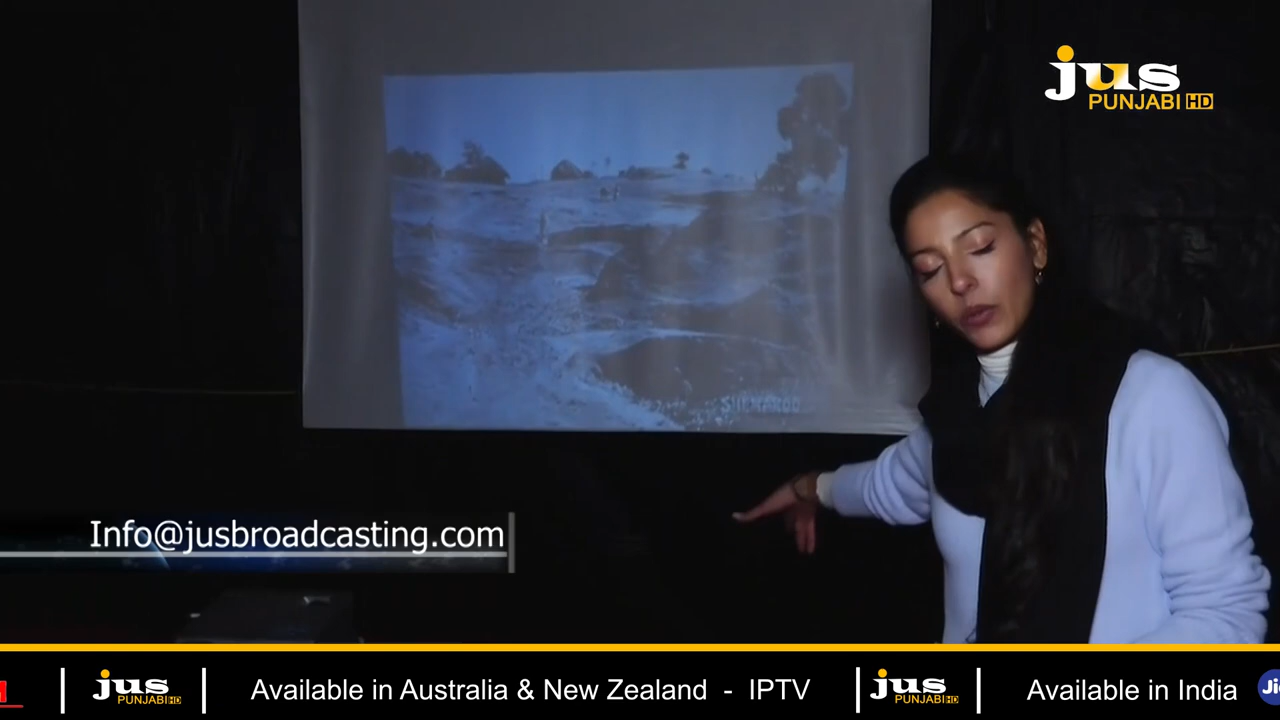 jus
PUNJABI HD
SHEMAROO
Info@jusbroadcasting.com
jus
PUNJABI HD
Available in Australia & New Zealand - IPTV
jus
PUNJABI HD
Available in India